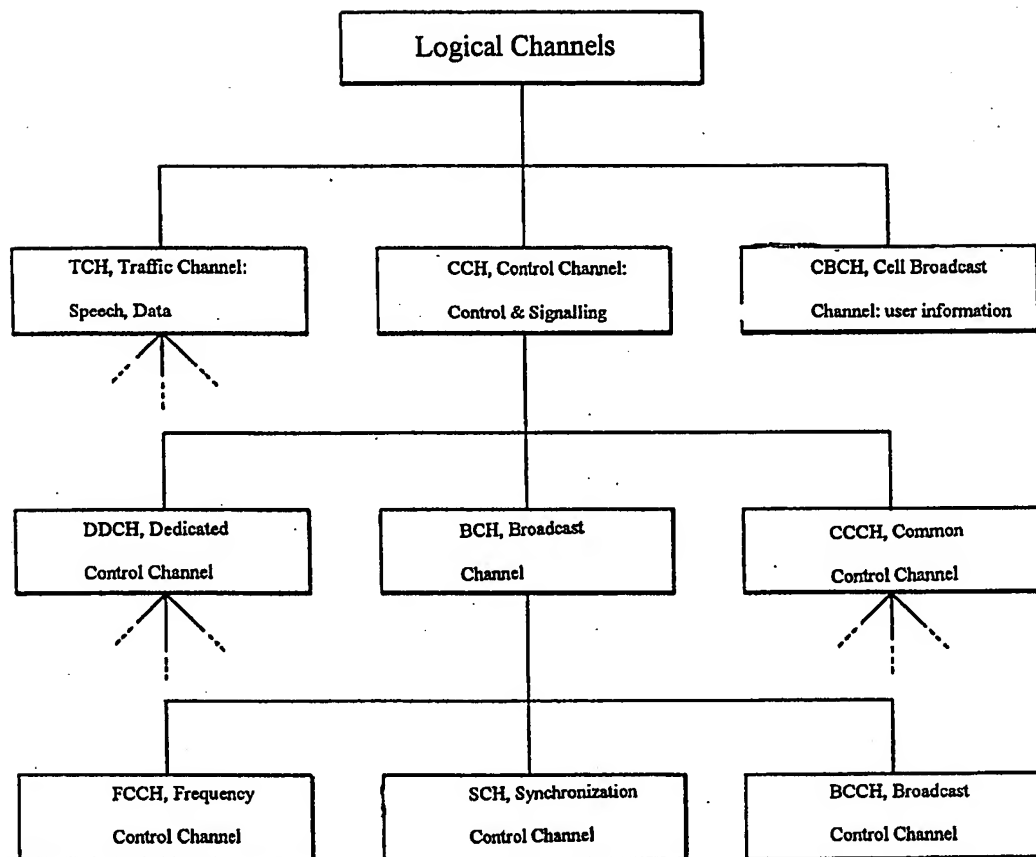 Logical Channels
TCH, Traffic Channel:
Speech, Data
CCH, Control Channel:
Control & Signalling
CBCH, Cell Broadcast
Channel: user information
DDCH, Dedicated
Control Channel
BCH, Broadcast
Channel
CCCH, Common
Control Channel
FCCH, Frequency
Control Channel
SCH, Synchronization
Control Channel
BCCH, Broadcast
Control Channel